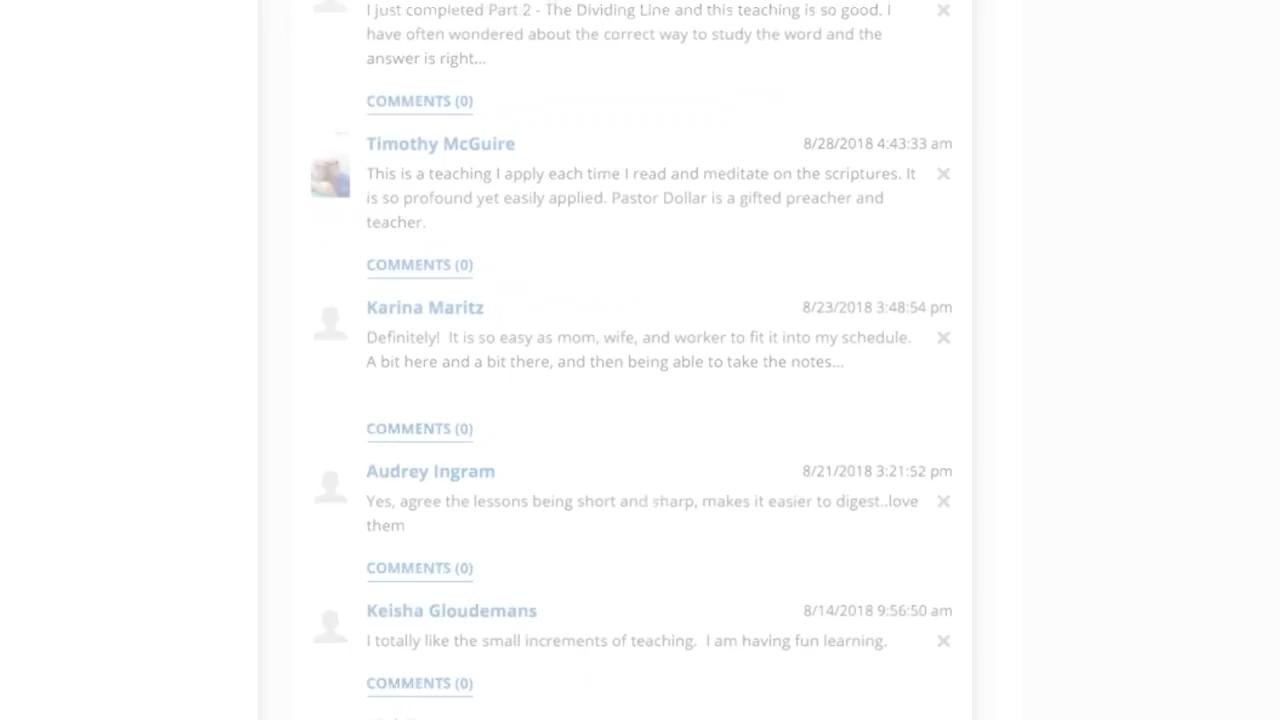 I just completed Part 2 - The Dividing Line and this teaching is so good. I
have often wondered about the correct way to study the word and the
answer is right...
COMMENTS (0)
Timothy McGuire 8/28/2018 4:43:33 am
This is a teaching I apply each time I read and meditate on the scriptures. It
is so profound yet easily applied. Pastor Dollar is a gifted preacher and
teacher.
COMMENTS (0)
Karina Maritz 8/23/2018 3:48:54 pm
Definitely!  It is so easy as mom, wife, and worker to fit it into my schedule.
A bit here and a bit there, and then being able to take the notes...
COMMENTS (0)
Audrey Ingram 8/21/2018 3:21:52 pm
Yes, agree the lessons being short and sharp, makes it easier to digest..love
them
COMMENTS (0)
Keisha Gloudemans 8/14/2018 9:56:50 am
I totally like the small increments of teaching.  I am having fun learning.
COMMENTS (0)